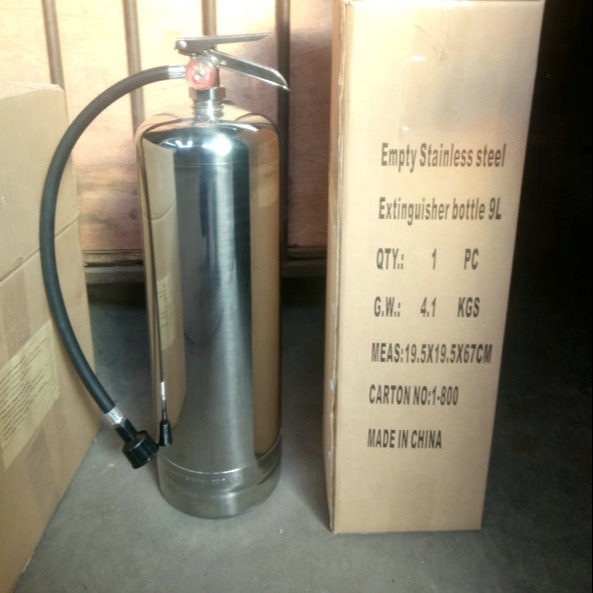 Empty Stainless steel
Extinguisher bottle 9L
QTY.: 1 PC
G.W.: 4.1 KGS
MEAS:19.5X19.5X67CM
CARTON NO:1-800
MADE IN CHINA